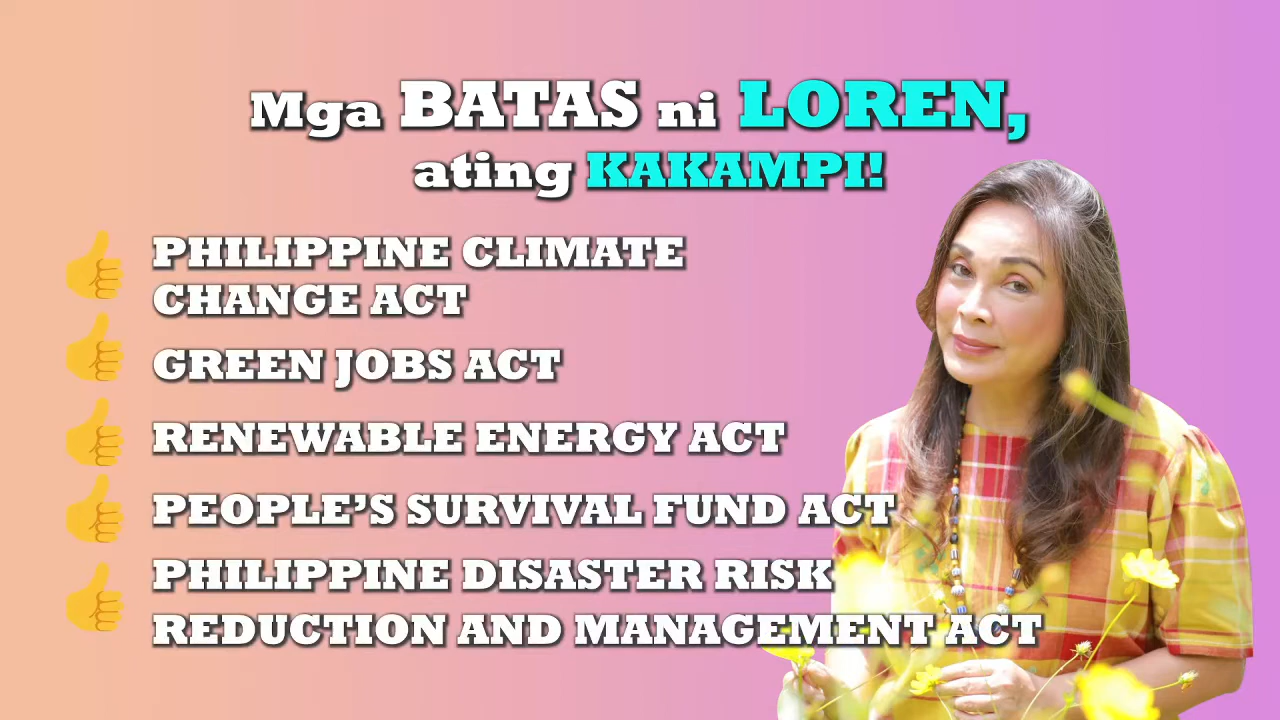 Mga BATAS ni LOREN,
ating KAKAMPI!
PHILIPPINE CLIMATE
CHANGE ACT
GREEN JOBS ACT
RENEWABLE ENERGY ACT
PEOPLE'S SURVIVAL FUND ACT
PHILIPPINE DISASTER RISK
REDUCTION AND MANAGEMENT ACT